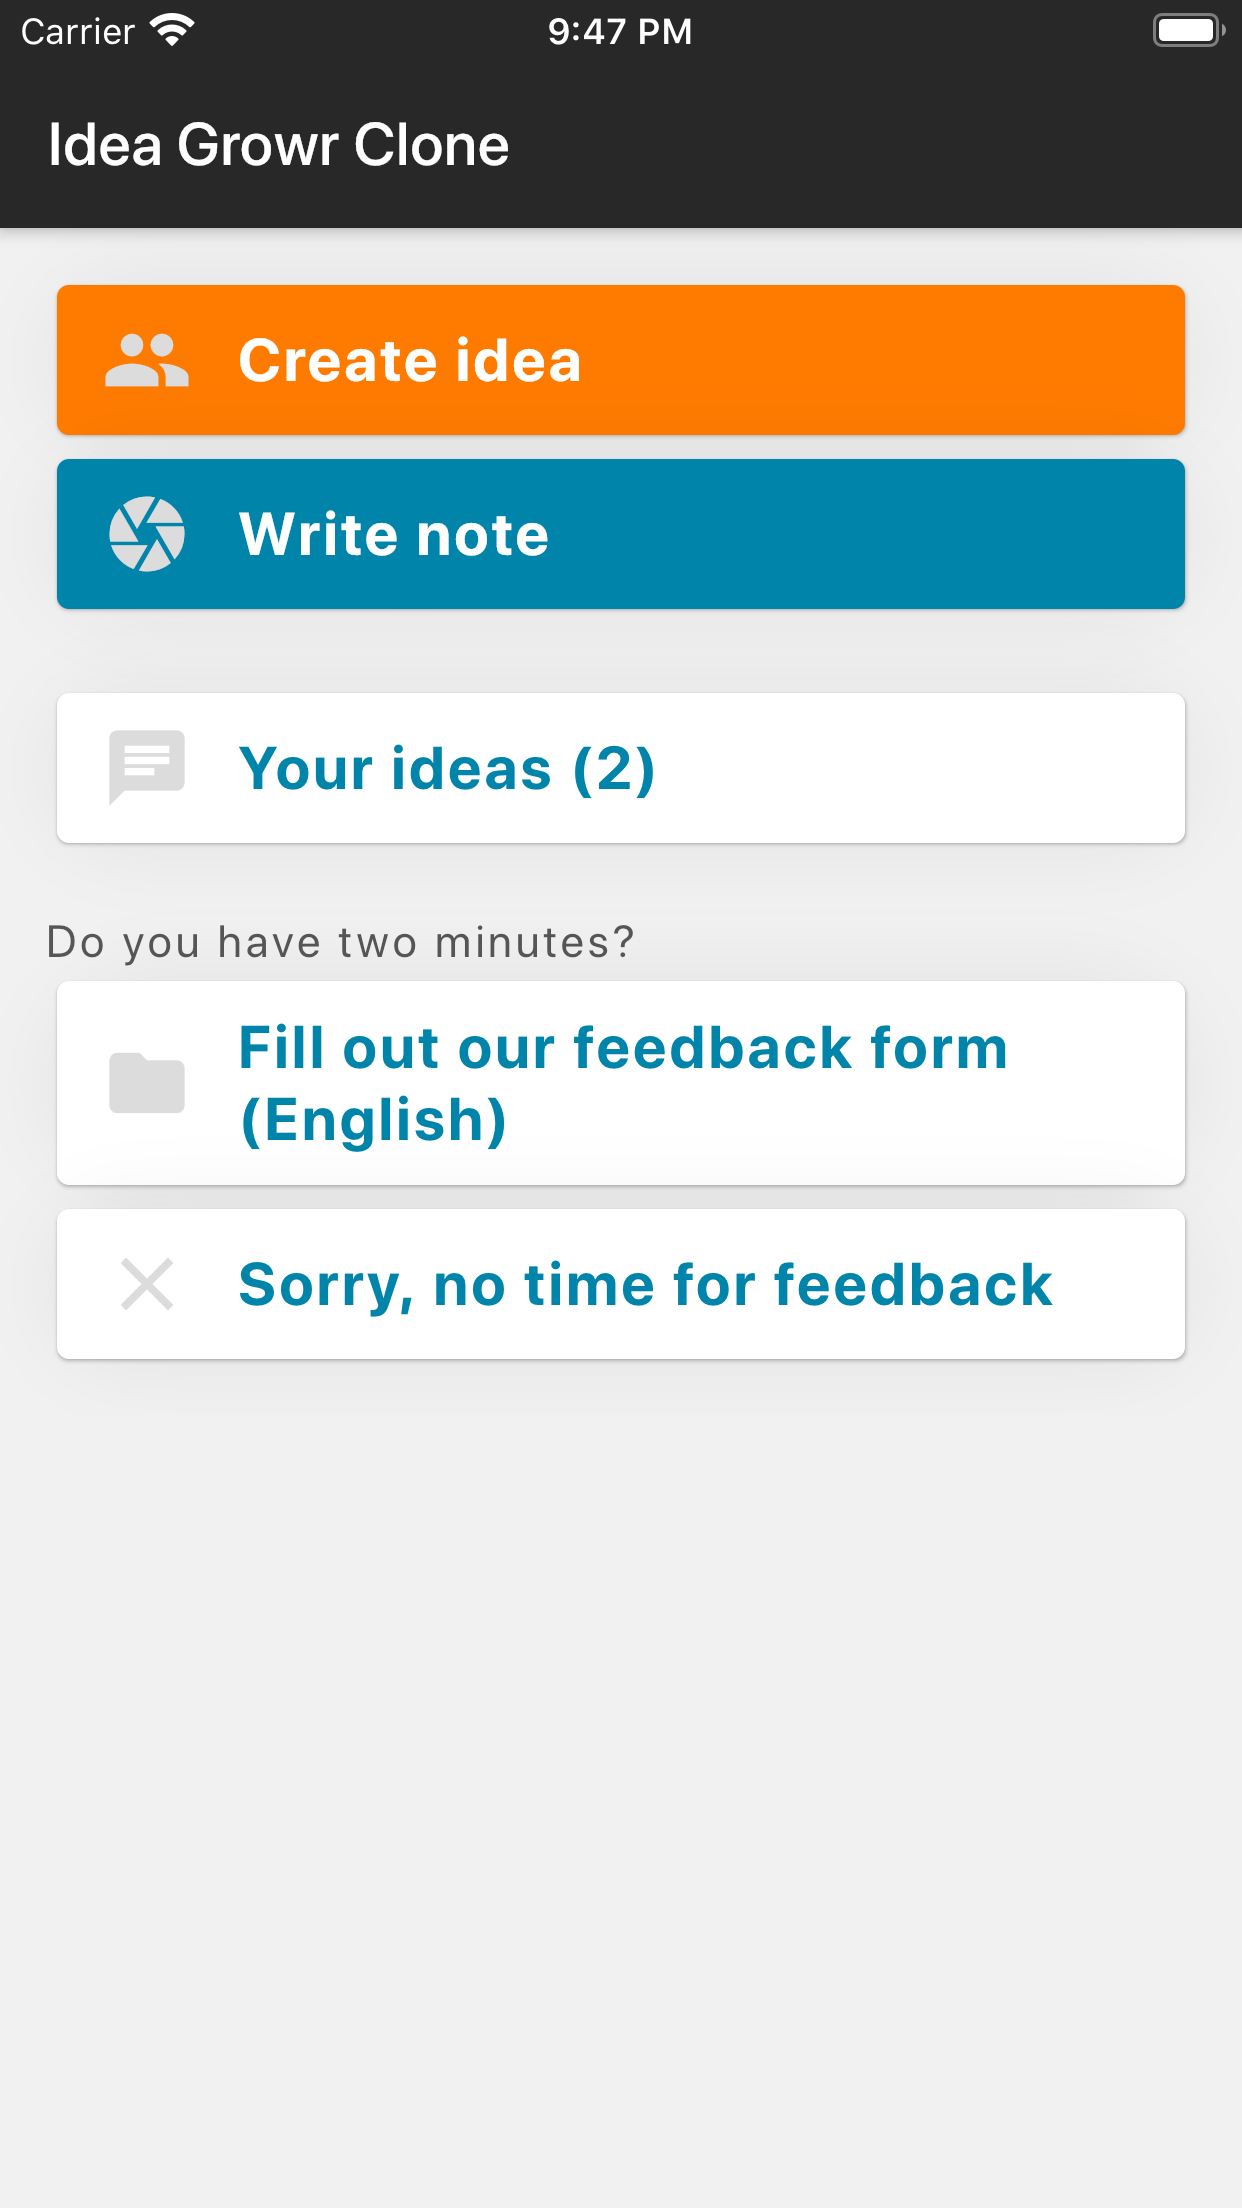 Carrier 9:47 PM
Idea Growr Clone
Create idea
Write note
Your ideas (2)
Do you have two minutes?
Fill out our feedback form
(English)
Sorry, no time for feedback